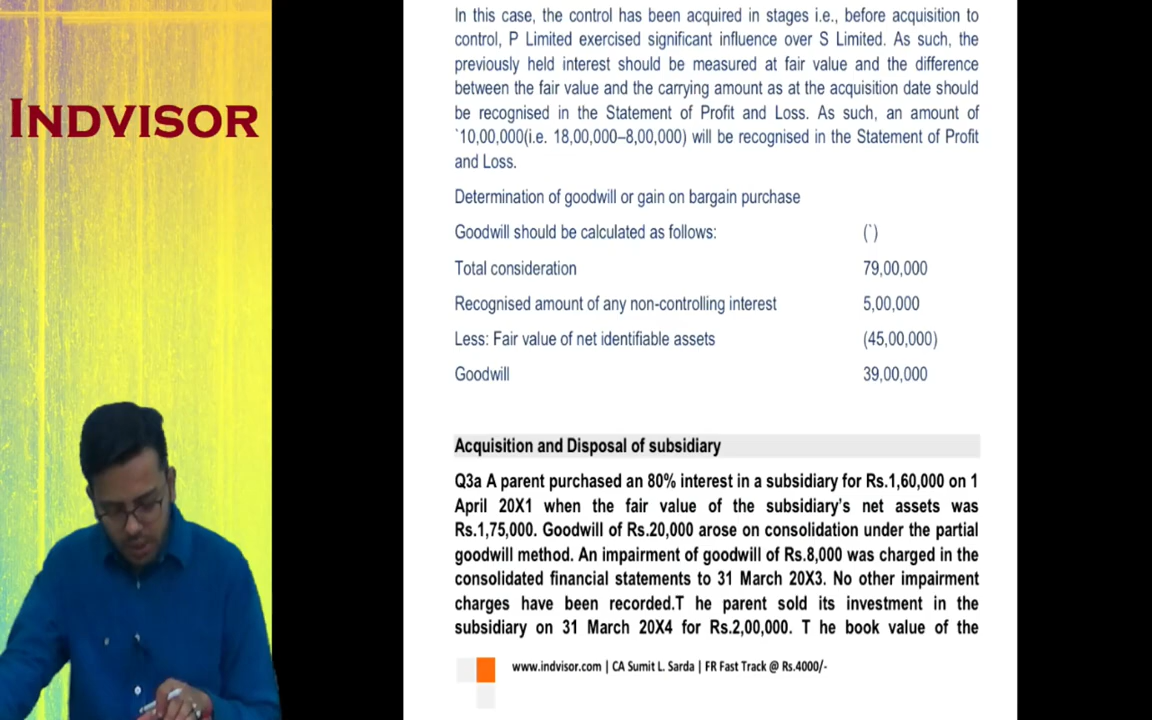 INDVISOR
In this case, the control has been acquired in stages i.e., before acquisition to
control, P Limited exercised significant influence over S Limited. As such, the
previously held interest should be measured at fair value and the difference
between the fair value and the carrying amount as at the acquisition date should
be recognised in the Statement of Profit and Loss. As such, an amount of
`10,00,000(i.e. 18,00,000–8,00,000) will be recognised in the Statement of Profit
and Loss.
Determination of goodwill or gain on bargain purchase
Goodwill should be calculated as follows: (`)
Total consideration 79,00,000
Recognised amount of any non-controlling interest 5,00,000
Less: Fair value of net identifiable assets (45,00,000)
Goodwill 39,00,000
Acquisition and Disposal of subsidiary
Q3a A parent purchased an 80% interest in a subsidiary for Rs.1,60,000 on 1
April 20X1 when the fair value of the subsidiary's net assets was
Rs.1,75,000. Goodwill of Rs.20,000 arose on consolidation under the partial
goodwill method. An impairment of goodwill of Rs.8,000 was charged in the
consolidated financial statements to 31 March 20X3. No other impairment
charges have been recorded.T he parent sold its investment in the
subsidiary on 31 March 20X4 for Rs.2,00,000. T he book value of the
www.indvisor.com | CA Sumit L. Sarda | FR Fast Track @ Rs.4000/-